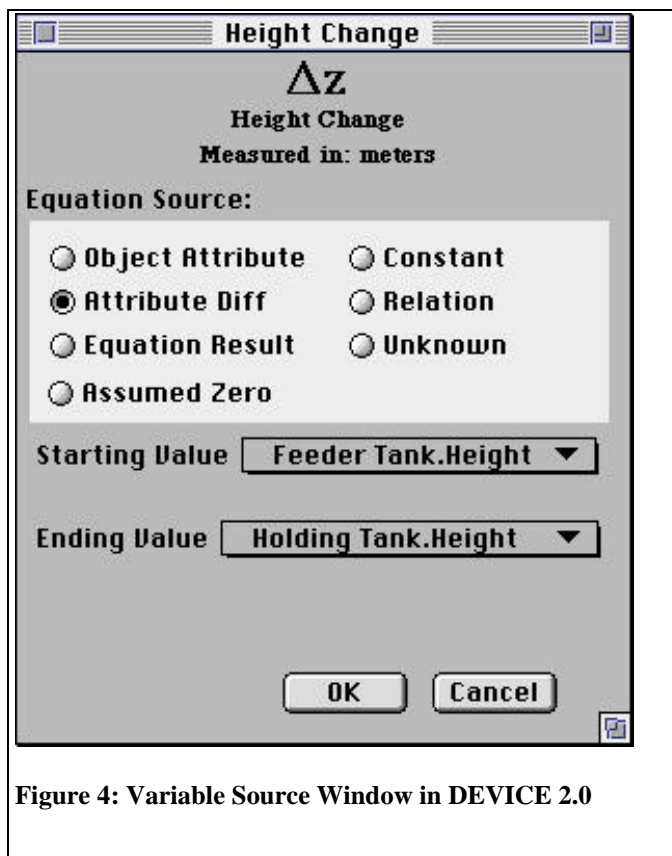 Height Change
Δz
Height Change
Measured in: meters
Equation Source:
Object Attribute
Constant
Attribute Diff
Relation
Equation Result
Unknown
Assumed Zero
Starting Value Feeder Tank.Height
Ending Value Holding Tank.Height
OK Cancel
Figure 4: Variable Source Window in DEVICE 2.0